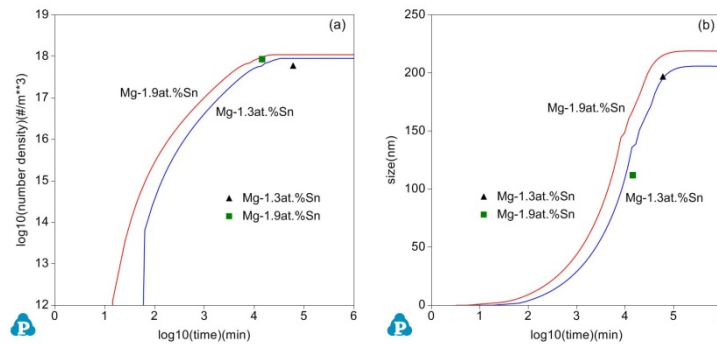 (a)
19
18
17
16
15
14
13
12
log10(number density)(#/m**3)
Mg-1.9at.%Sn
Mg-1.3at.%Sn
Mg-1.3at.%Sn
Mg-1.9at.%Sn
0 1 2 3 4 5 6
log10(time)(min)
P
(b)
250
200
150
100
50
0
size(nm)
Mg-1.9at.%Sn
Mg-1.3at.%Sn
Mg-1.3at.%Sn
Mg-1.9at.%Sn
0 1 2 3 4 5
log10(time)(min)
P